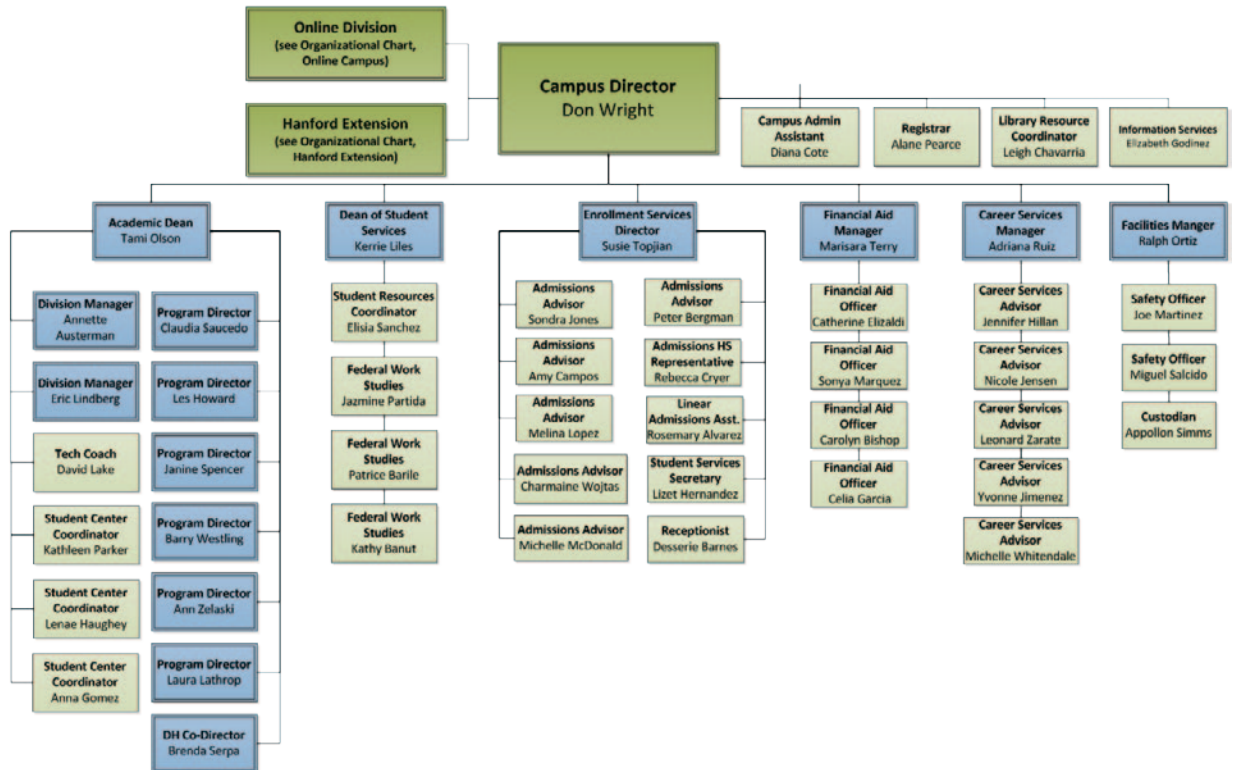 Online Division
(see Organizational Chart,
Online Campus)
Campus Director
Don Wright
Hanford Extension
(see Organizational Chart,
Hanford Extension)
Campus Admin
Assistant
Diana Cote
Registrar
Alane Pearce
Library Resource
Coordinator
Leigh Chavarria
Information Services
Elizabeth Godinez
Academic Dean
Tami Olson
Dean of Student
Services
Kerrie Liles
Enrollment Services
Director
Susie Topjian
Financial Aid
Manager
Marisara Terry
Career Services
Manager
Adriana Ruiz
Facilities Manger
Ralph Ortiz
Division Manager
Annette
Austerman
Division Manager
Eric Lindberg
Tech Coach
David Lake
Student Center
Coordinator
Kathleen Parker
Student Center
Coordinator
Lenae Haughey
Student Center
Coordinator
Anna Gomez
Program Director
Claudia Saucedo
Program Director
Les Howard
Program Director
Janine Spencer
Program Director
Barry Westling
Program Director
Ann Zelaski
Program Director
Laura Lathrop
DH Co-Director
Brenda Serpa
Student Resources
Coordinator
Elisia Sanchez
Federal Work
Studies
Jazmine Partida
Federal Work
Studies
Patrice Barile
Federal Work
Studies
Kathy Banut
Admissions
Advisor
Sondra Jones
Admissions
Advisor
Amy Campos
Admissions
Advisor
Melina Lopez
Admissions Advisor
Charmaine Wojtas
Admissions Advisor
Michelle McDonald
Admissions
Advisor
Peter Bergman
Admissions HS
Representative
Rebecca Cryer
Linear
Admissions Asst.
Rosemary Alvarez
Student Services
Secretary
Lizet Hernandez
Receptionist
Desserie Barnes
Financial Aid
Officer
Catherine Elizaldi
Financial Aid
Officer
Sonya Marquez
Financial Aid
Officer
Carolyn Bishop
Financial Aid
Officer
Celia Garcia
Career Services
Advisor
Jennifer Hillan
Career Services
Advisor
Nicole Jensen
Career Services
Advisor
Leonard Zarate
Career Services
Advisor
Yvonne Jimenez
Career Services
Advisor
Michelle Whitendale
Safety Officer
Joe Martinez
Safety Officer
Miguel Salcido
Custodian
Appollon Simms